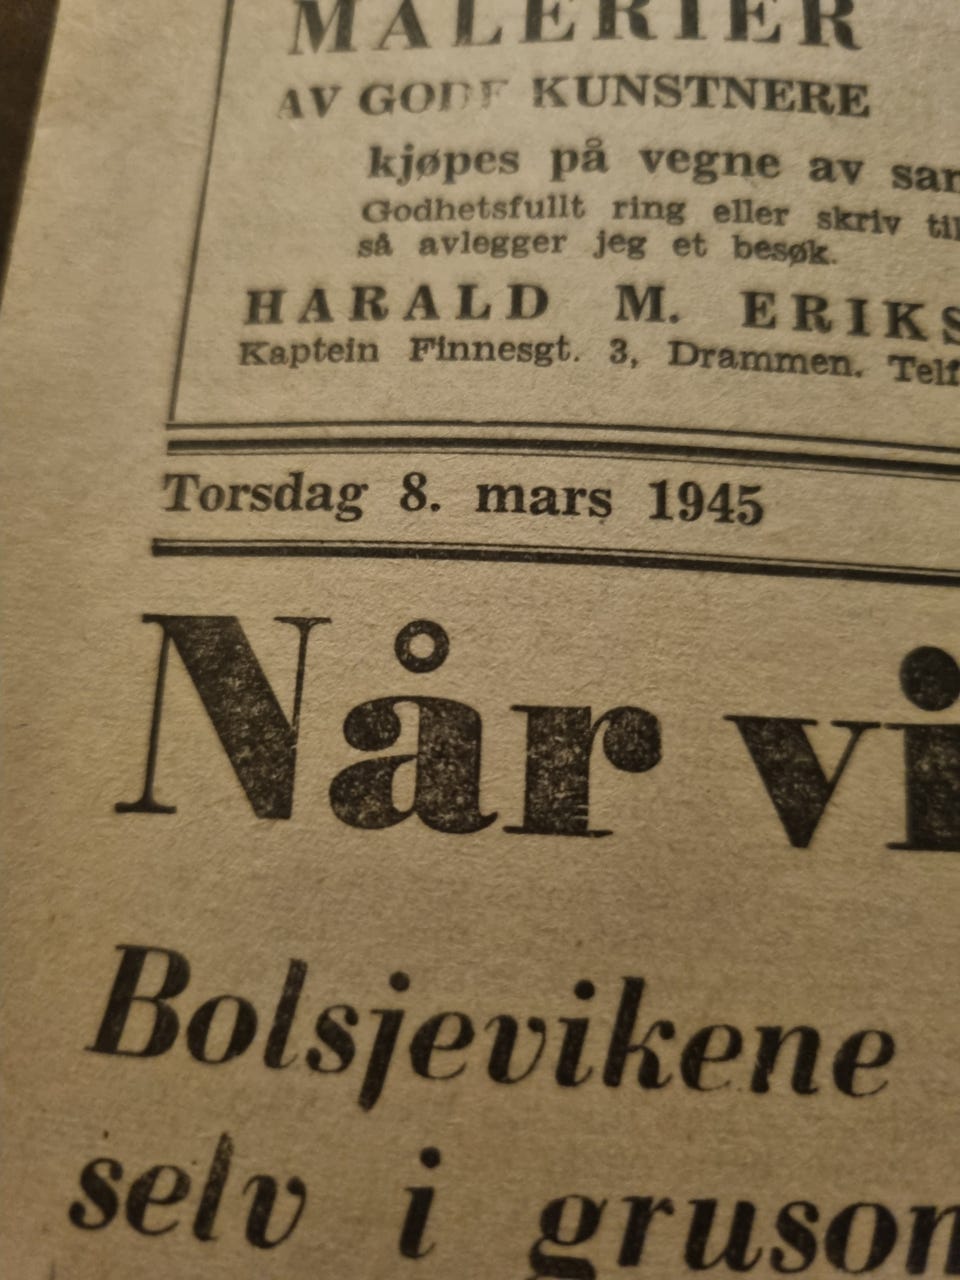 MALERIER
AV GODE KUNSTNERE
kjøpes på vegne av
Godhetsfullt ring eller skriv
så avlegger jeg et besøk.
HARALD M.
Kaptein Finnesgt. 3, Drammen.
Torsdag 8. mars 1945
Når vi
Bolsjevikene
selv i